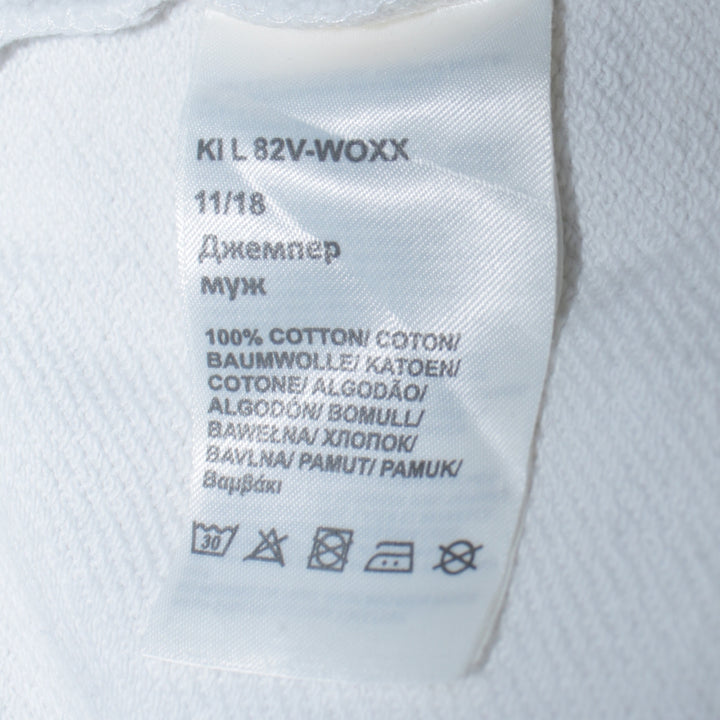 KI L 82V-WOXX
11/18
Джемпер
муж
100% COTTON/ COTON/
BAUMWOLLE/ KATOEN/
COTONE/ ALGODÃO/
ALGODÓN/ BOMULL/
BAWEŁNA/ ХЛОПОК/
BAVLNA/ PAMUT/ PAMUK/
Βαμβάκι
30